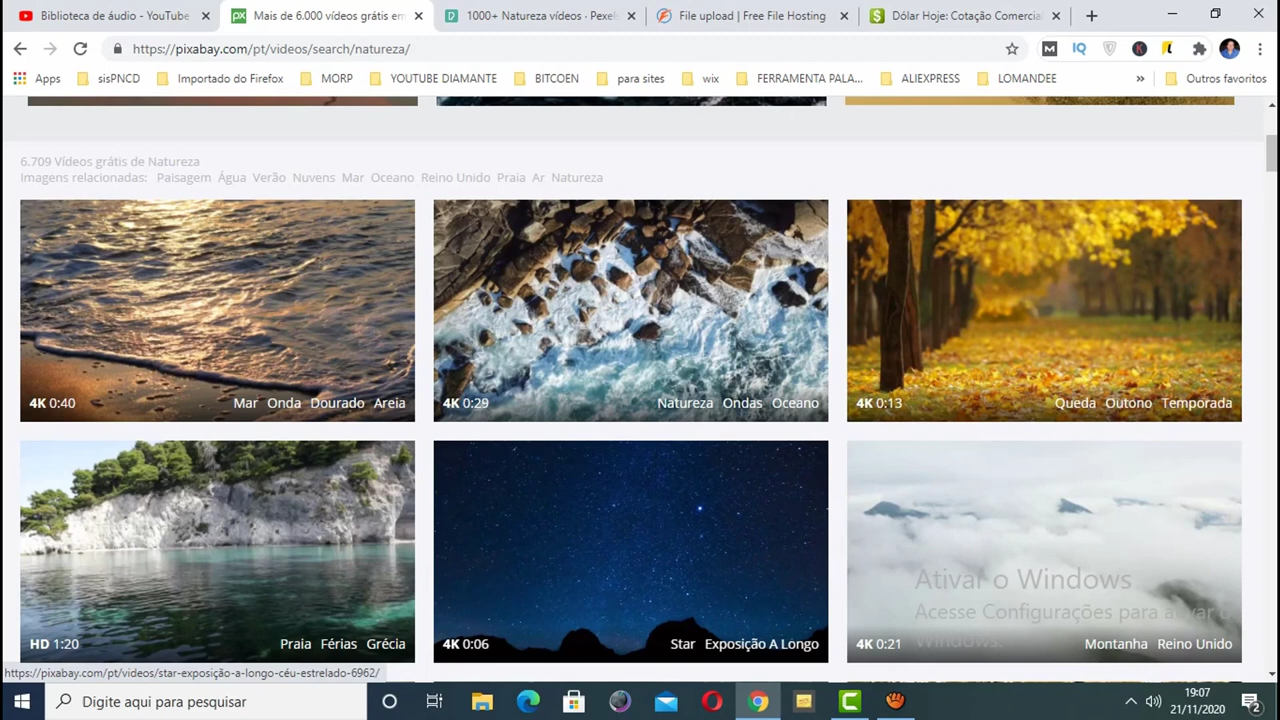 Biblioteca de áudio - YouTube
Mais de 6.000 vídeos grátis em
1000+ Natureza vídeos · Pexels
File upload | Free File Hosting
Dólar Hoje: Cotação Comercial
https://pixabay.com/pt/videos/search/natureza/
Apps sisPNCD Importado do Firefox MORP YOUTUBE DIAMANTE BITCOEN para sites wix FERRAMENTA PALA... ALIEXPRESS LOMANDEE » Outros favoritos
6.709 Vídeos grátis de Natureza
Imagens relacionadas: Paisagem Água Verão Nuvens Mar Oceano Reino Unido Praia Ar Natureza
4K 0:40 Mar Onda Dourado Areia
4K 0:29 Natureza Ondas Oceano
4K 0:13 Queda Outono Temporada
HD 1:20 Praia Férias Grécia
4K 0:06 Star Exposição A Longo
4K 0:21 Montanha Reino Unido
Ativar o Windows
Acesse Configurações para ativar o
Windows.
https://pixabay.com/pt/videos/star-exposição-a-longo-céu-estrelado-6962/
Digite aqui para pesquisar
19:07
21/11/2020
2